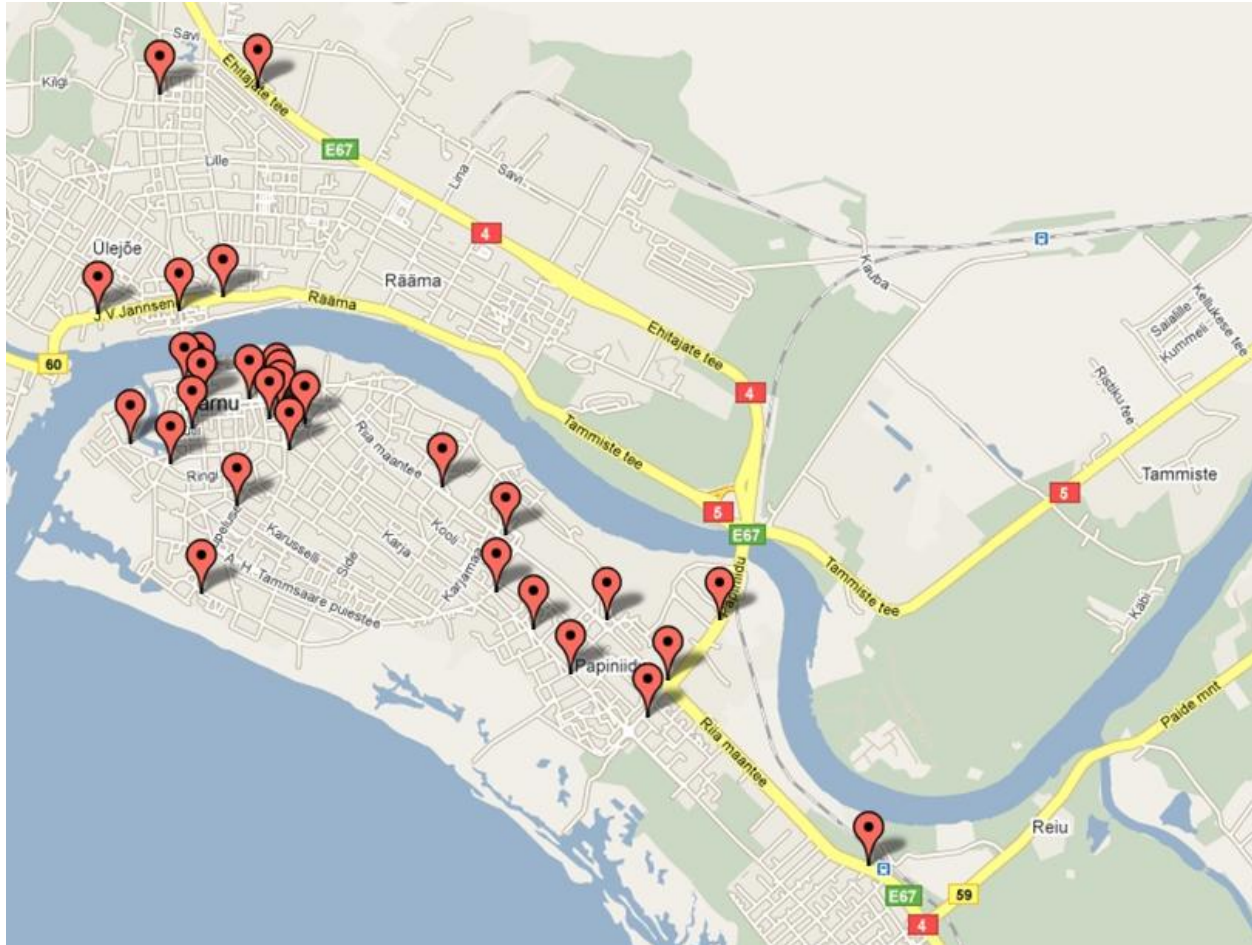 Savi
Kilgi
Ehitajate tee
E67
Lille
Lina
Savi
4
Ülejõe
Rääma
Kauba
Kellukese tee
Saialille
Kummeli
J.V.Jannseni
Rääma
Ehitajate tee
60
4
Ristiku tee
Riia maantee
Tammiste tee
Tammiste
Ringi
5
5
Kooli
E67
Karja
Karusselli
Side
Karjamaa
Papiniidu
Tammiste tee
A. H. Tammsaare puiestee
Käbi
Papiniidu
Paide mnt
Riia maantee
Reiu
E67
59
4